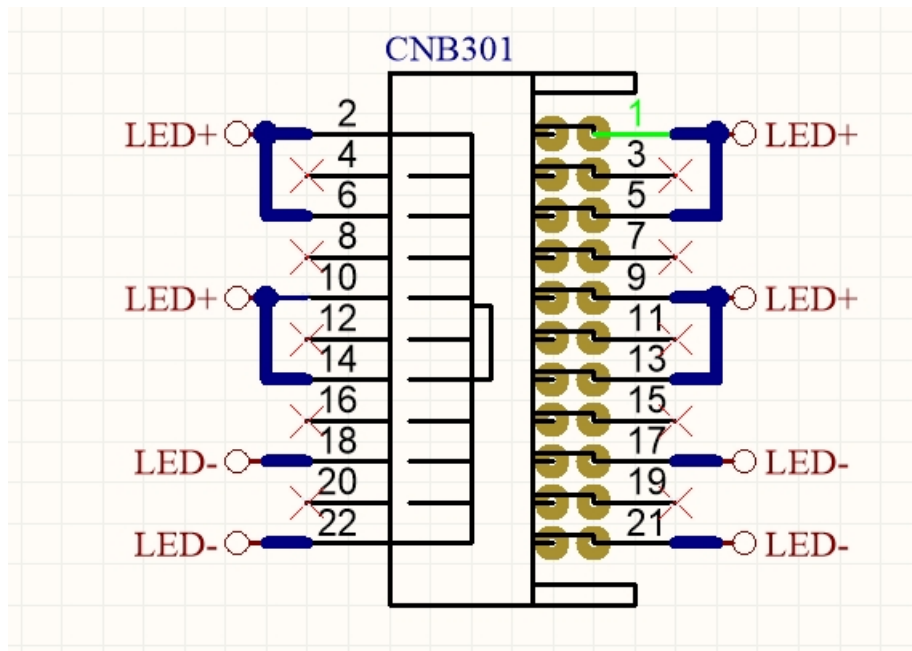 CNB301
LED+ 2 1 LED+
4 3
6 5
8 7
LED+ 10 9 LED+
12 11
14 13
16 15
LED- 18 17 LED-
20 19
LED- 22 21 LED-